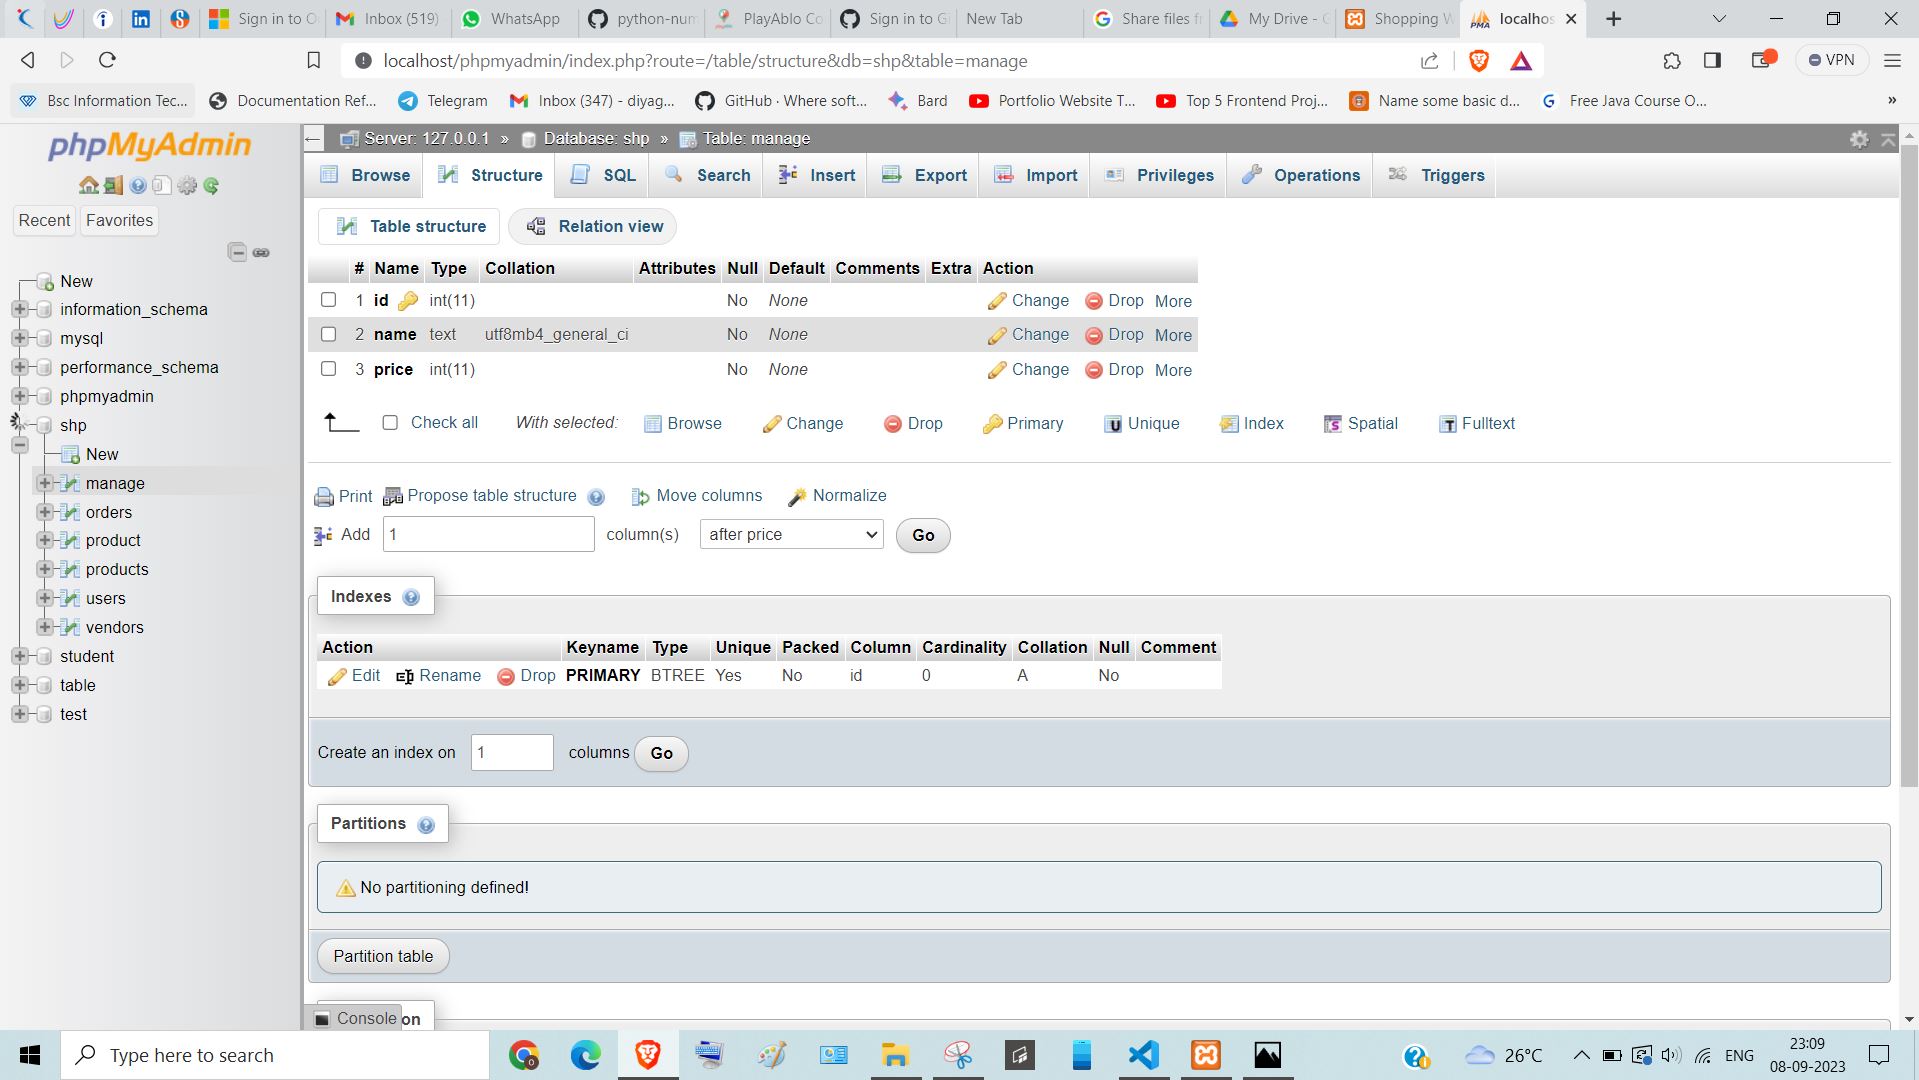 Sign in to O
Inbox (519)
WhatsApp
python-num
PlayAblo Co
Sign in to Gi
New Tab
Share files f
My Drive - G
Shopping W
PMA localhos
localhost/phpmyadmin/index.php?route=/table/structure&db=shp&table=manage
VPN
Bsc Information Tec...
Documentation Ref...
Telegram
Inbox (347) - diyag...
GitHub · Where soft...
Bard
Portfolio Website T...
Top 5 Frontend Proj...
Name some basic d...
Free Java Course O...
»
phpMyAdmin
Recent Favorites
New
information_schema
mysql
performance_schema
phpmyadmin
shp
New
manage
orders
product
products
users
vendors
student
table
test
Server: 127.0.0.1 » Database: shp » Table: manage
Browse Structure SQL Search Insert Export Import Privileges Operations Triggers
Table structure Relation view
# Name Type Collation Attributes Null Default Comments Extra Action
1 id int(11) No None Change Drop More
2 name text utf8mb4_general_ci No None Change Drop More
3 price int(11) No None Change Drop More
Check all With selected: Browse Change Drop Primary Unique Index Spatial Fulltext
Print Propose table structure Move columns Normalize
Add 1 column(s) after price Go
Indexes
Action Keyname Type Unique Packed Column Cardinality Collation Null Comment
Edit Rename Drop PRIMARY BTREE Yes No id 0 A No
Create an index on 1 columns Go
Partitions
No partitioning defined!
Partition table
Console on
Type here to search
26°C
ENG
23:09
08-09-2023